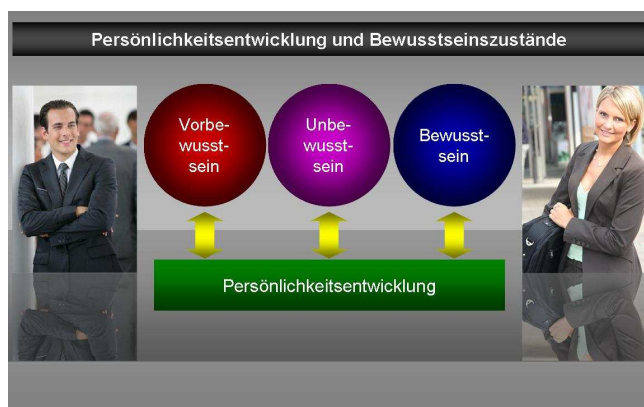 Persönlichkeitsentwicklung und Bewusstseinszustände
Vorbe-
wusst-
sein
Unbe-
wusst-
sein
Bewusst-
sein
Persönlichkeitsentwicklung